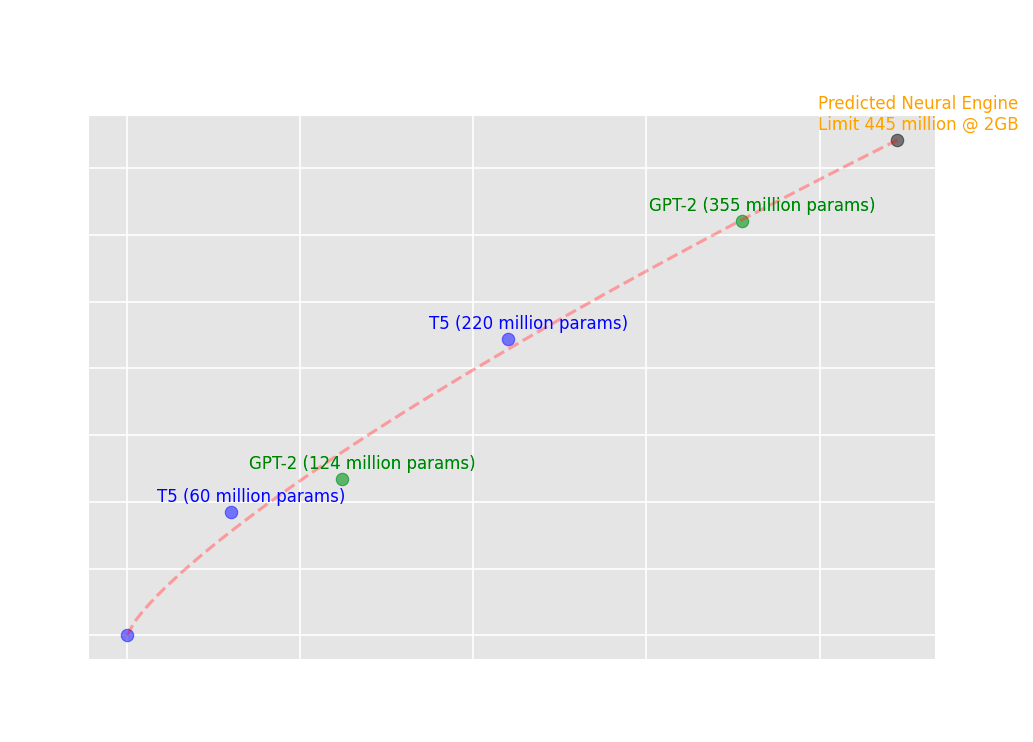 Predicted Neural Engine
Limit 445 million @ 2GB
GPT-2 (355 million params)
T5 (220 million params)
GPT-2 (124 million params)
T5 (60 million params)